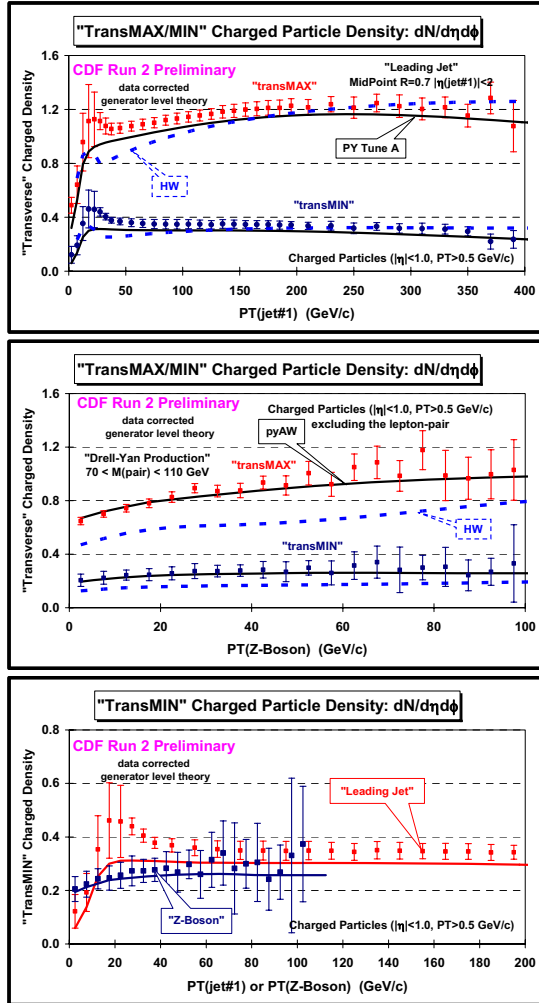 "TransMAX/MIN" Charged Particle Density: dN/dηdϕ
CDF Run 2 Preliminary
data corrected
generator level theory
"Leading Jet"
MidPoint R=0.7 |η(jet#1)|<2
"transMAX"
PY Tune A
HW
"transMIN"
Charged Particles (|η|<1.0, PT>0.5 GeV/c)
"Transverse" Charged Density
1.6
1.2
0.8
0.4
0.0
0 50 100 150 200 250 300 350 400
PT(jet#1) (GeV/c)
"TransMAX/MIN" Charged Particle Density: dN/dηdϕ
CDF Run 2 Preliminary
data corrected
generator level theory
Charged Particles (|η|<1.0, PT>0.5 GeV/c)
excluding the lepton-pair
"Drell-Yan Production"
70 < M(pair) < 110 GeV
pyAW
"transMAX"
HW
"transMIN"
"Transverse" Charged Density
1.6
1.2
0.8
0.4
0.0
0 20 40 60 80 100
PT(Z-Boson) (GeV/c)
"TransMIN" Charged Particle Density: dN/dηdϕ
CDF Run 2 Preliminary
data corrected
generator level theory
"Leading Jet"
"Z-Boson"
Charged Particles (|η|<1.0, PT>0.5 GeV/c)
"TransMIN" Charged Density
0.8
0.6
0.4
0.2
0.0
0 20 40 60 80 100 120 140 160 180 200
PT(jet#1) or PT(Z-Boson) (GeV/c)